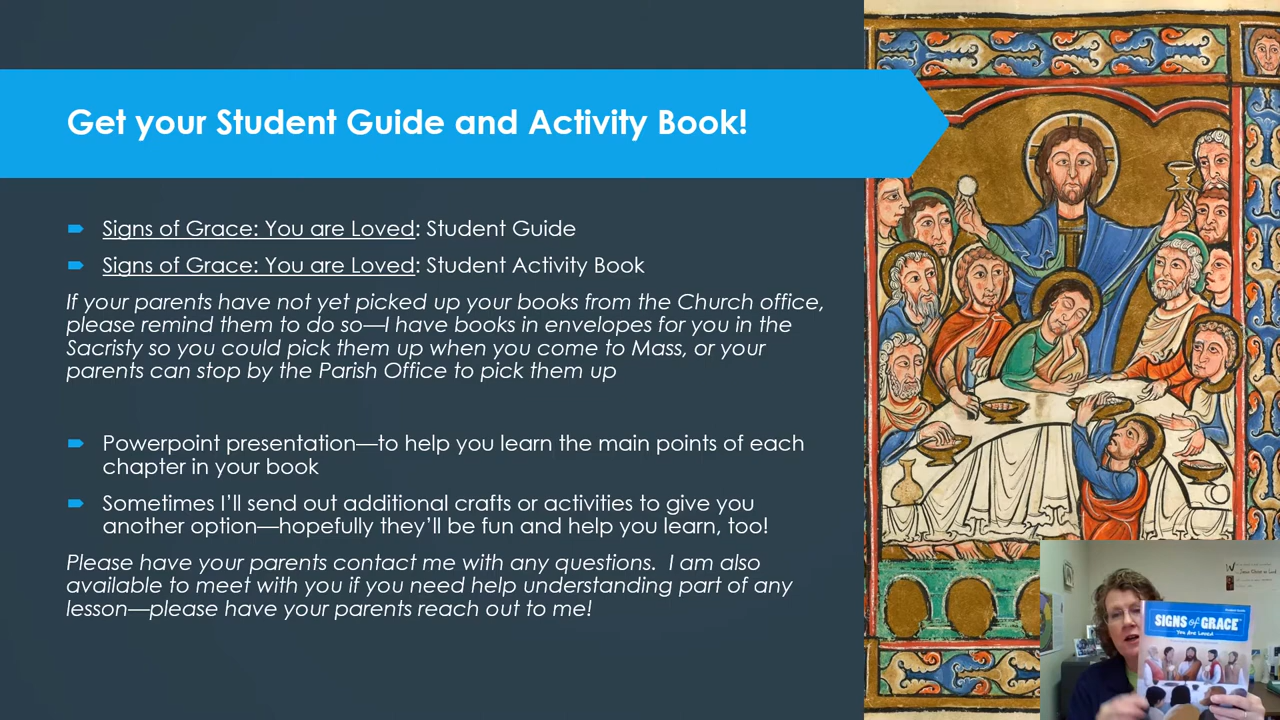 Get your Student Guide and Activity Book!
Signs of Grace: You are Loved: Student Guide
Signs of Grace: You are Loved: Student Activity Book
If your parents have not yet picked up your books from the Church office,
please remind them to do so—I have books in envelopes for you in the
Sacristy so you could pick them up when you come to Mass, or your
parents can stop by the Parish Office to pick them up
Powerpoint presentation—to help you learn the main points of each
chapter in your book
Sometimes I'll send out additional crafts or activities to give you
another option—hopefully they'll be fun and help you learn, too!
Please have your parents contact me with any questions.  I am also
available to meet with you if you need help understanding part of any
lesson—please have your parents reach out to me!
SIGNS of GRACE
You Are Loved